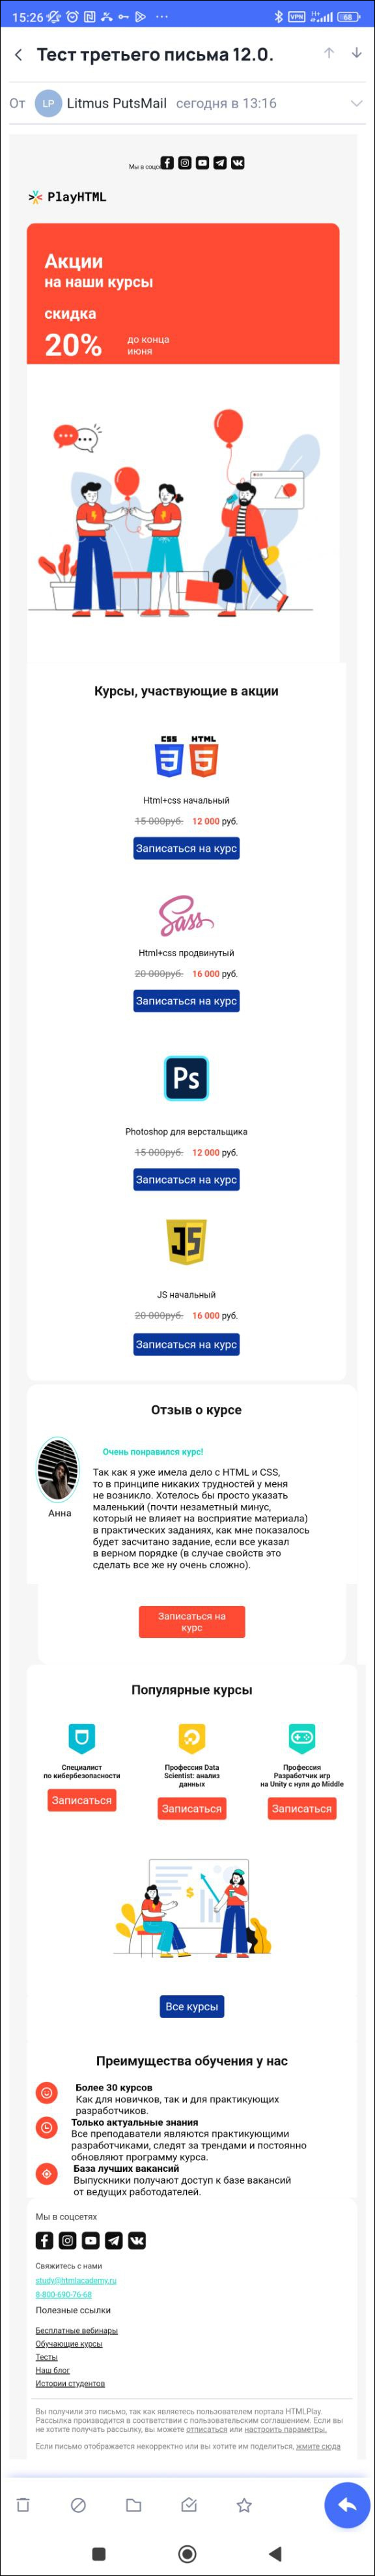 15:26
VPN
H+
68
Тест третьего письма 12.0.
От LP Litmus PutsMail сегодня в 13:16
Мы в соцсе
PlayHTML
Акции
на наши курсы
скидка
20% до конца
июня
Курсы, участвующие в акции
CSS HTML
3 5
Html+css начальный
15 000руб. 12 000 руб.
Записаться на курс
Sass
Html+css продвинутый
20 000руб. 16 000 руб.
Записаться на курс
Ps
Photoshop для верстальщика
15 000руб. 12 000 руб.
Записаться на курс
JS
JS начальный
20 000руб. 16 000 руб.
Записаться на курс
Отзыв о курсе
Очень понравился курс!
Так как я уже имела дело с HTML и CSS,
то в принципе никаких трудностей у меня
не возникло. Хотелось бы просто указать
маленький (почти незаметный минус,
который не влияет на восприятие материала)
в практических заданиях, как мне показалось
будет засчитано задание, если все указал
в верном порядке (в случае свойств это
сделать все же ну очень сложно).
Анна
Записаться на
курс
Популярные курсы
Специалист
по кибербезопасности
Записаться
Профессия Data
Scientist: анализ
данных
Записаться
Профессия
Разработчик игр
на Unity с нуля до Middle
Записаться
$
Все курсы
Преимущества обучения у нас
Более 30 курсов
Как для новичков, так и для практикующих
разработчиков.
Только актуальные знания
Все преподаватели являются практикующими
разработчиками, следят за трендами и постоянно
обновляют программу курса.
База лучших вакансий
Выпускники получают доступ к базе вакансий
от ведущих работодателей.
Мы в соцсетях
Свяжитесь с нами
study@htmlacademy.ru
8-800-690-76-68
Полезные ссылки
Бесплатные вебинары
Обучающие курсы
Тесты
Наш блог
Истории студентов
Вы получили это письмо, так как являетесь пользователем портала HTMLPlay.
Рассылка производится в соответствии с пользовательским соглашением. Если вы
не хотите получать рассылку, вы можете отписаться или настроить параметры.
Если письмо отображается некорректно или вы хотите им поделиться, жмите сюда